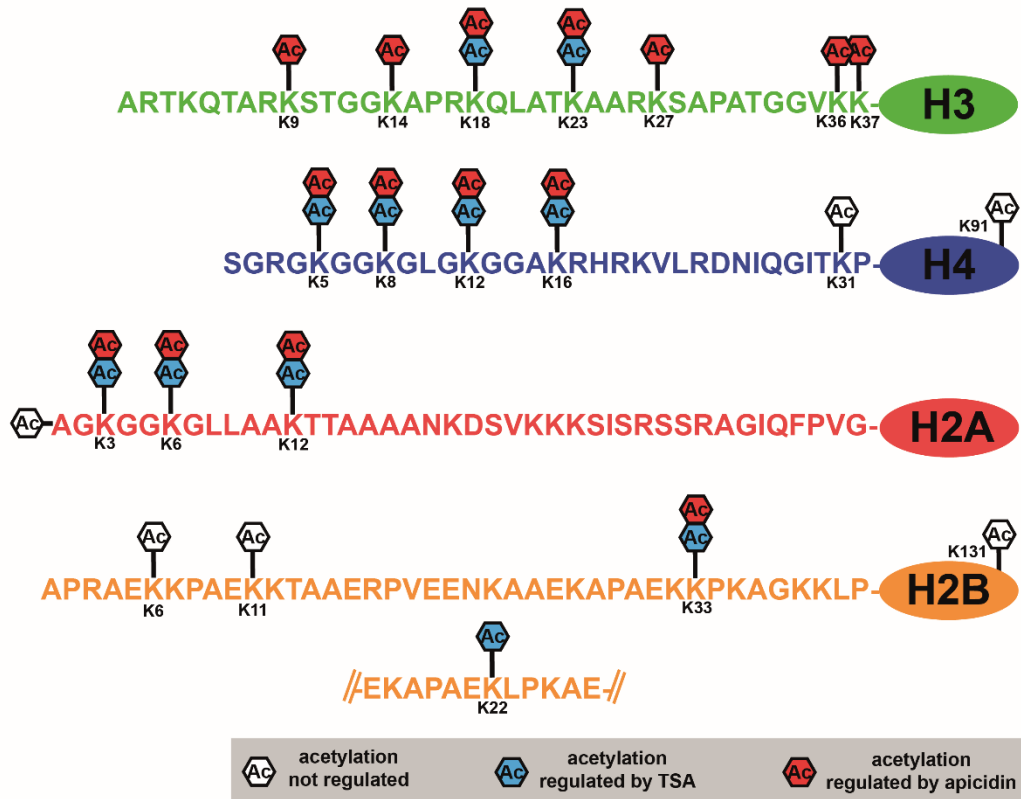 Ac Ac Ac Ac Ac Ac Ac
Ac Ac
ARTKQTARKSTGGKAPRKQLATKAARKSAPATGGVKK- H3
K9 K14 K18 K23 K27 K36 K37
Ac Ac Ac Ac
Ac Ac Ac Ac Ac Ac
K91
SGRGKGGKGLGKGGAKRHRKVLRDNIQGITKP- H4
K5 K8 K12 K16 K31
Ac Ac Ac
Ac Ac Ac
Ac AGKGGKGLLAAKTTAAAANKDSVKKKSISRSSRAGIQFPVG- H2A
K3 K6 K12
Ac
Ac Ac Ac Ac
K131
APRAEKKPAEKKTAAERPVEENKAAEKAPAEKKPKAGKKLP- H2B
K6 K11 K33
Ac
//-EKAPAEKLPKAE-//
K22
Ac acetylation Ac acetylation Ac acetylation
not regulated regulated by TSA regulated by apicidin